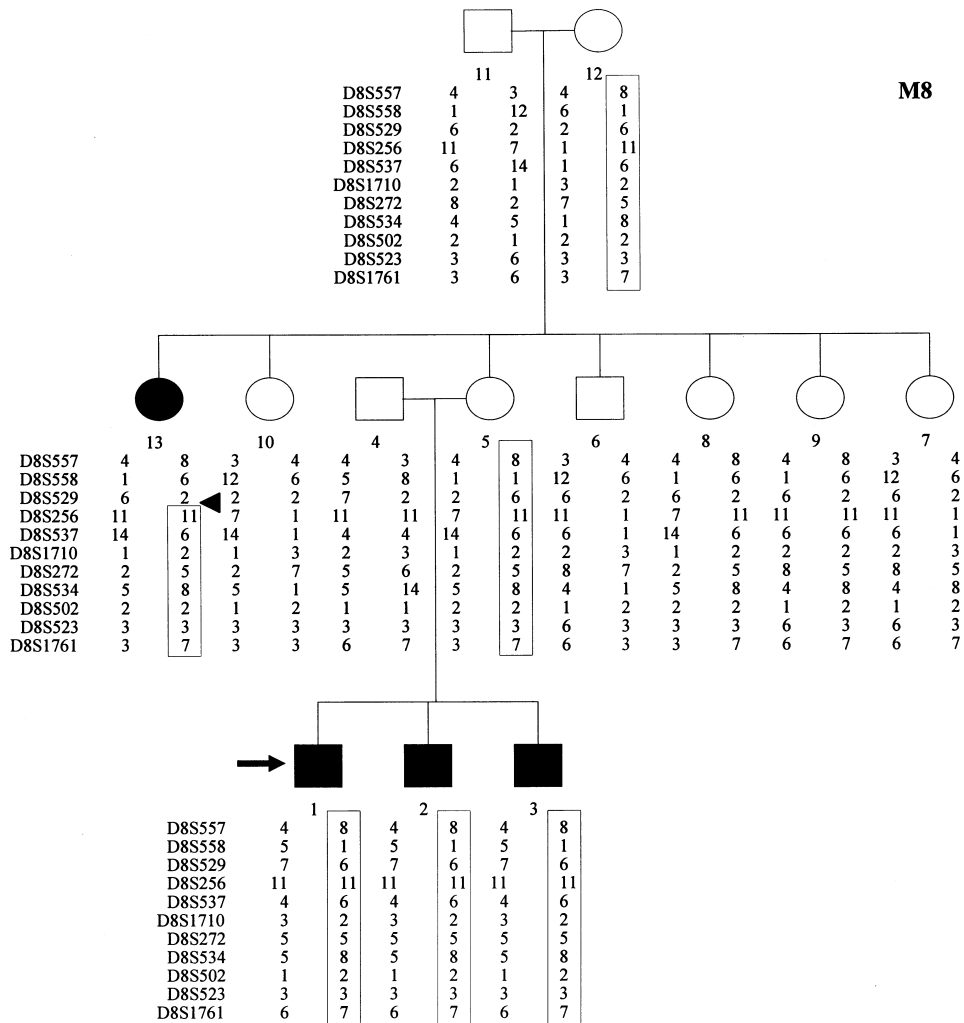 11 12
D8S557 4 3 4 8
M8
D8S558 1 12 6 1
D8S529 6 2 2 6
D8S256 11 7 1 11
D8S537 6 14 1 6
D8S1710 2 1 3 2
D8S272 8 2 7 5
D8S534 4 5 1 8
D8S502 2 1 2 2
D8S523 3 6 3 3
D8S1761 3 6 3 7
13 10 4 5 6 8 9 7
D8S557 4 8 3 4 4 3 4 8 3 4 4 8 4 8 3 4
D8S558 1 6 12 6 5 8 1 1 12 6 1 6 1 6 12 6
D8S529 6 2 2 2 7 2 2 6 6 2 6 2 6 2 6 2
D8S256 11 11 7 1 11 11 7 11 11 1 7 11 11 11 11 1
D8S537 14 6 14 1 4 4 14 6 6 1 14 6 6 6 6 1
D8S1710 1 2 1 3 2 3 1 2 2 3 1 2 2 2 2 3
D8S272 2 5 2 7 5 6 2 5 8 7 2 5 8 5 8 5
D8S534 5 8 5 1 5 14 5 8 4 1 5 8 4 8 4 8
D8S502 2 2 1 2 1 1 2 2 1 2 2 2 1 2 1 2
D8S523 3 3 3 3 3 3 3 3 6 3 3 3 6 3 6 3
D8S1761 3 7 3 3 6 7 3 7 6 3 3 7 6 7 6 7
1 2 3
D8S557 4 8 4 8 4 8
D8S558 5 1 5 1 5 1
D8S529 7 6 7 6 7 6
D8S256 11 11 11 11 11 11
D8S537 4 6 4 6 4 6
D8S1710 3 2 3 2 3 2
D8S272 5 5 5 5 5 5
D8S534 5 8 5 8 5 8
D8S502 1 2 1 2 1 2
D8S523 3 3 3 3 3 3
D8S1761 6 7 6 7 6 7